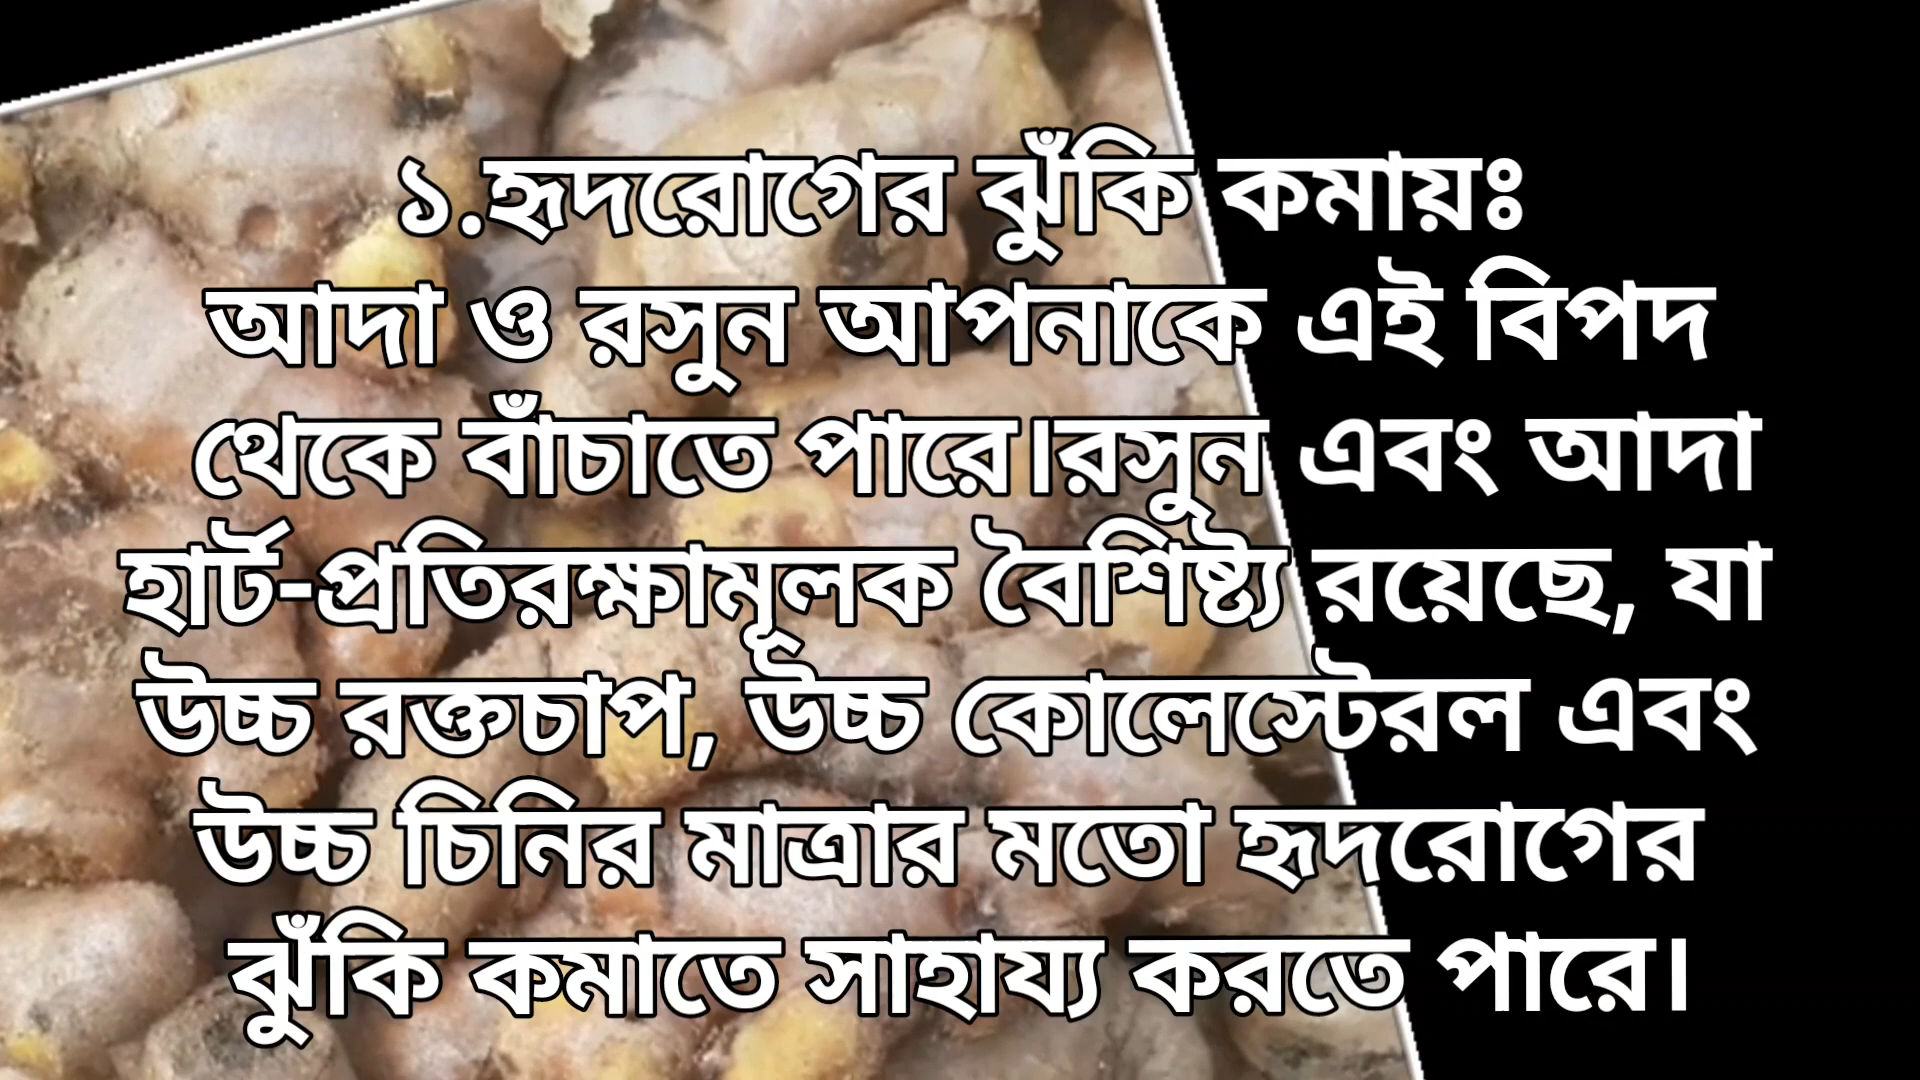 ১.হৃদরোগের ঝুঁকি কমায়ঃ
আদা ও রসুন আপনাকে এই বিপদ
থেকে বাঁচাতে পারে।রসুন এবং আদা
হার্ট-প্রতিরক্ষামূলক বৈশিষ্ট্য রয়েছে, যা
উচ্চ রক্তচাপ, উচ্চ কোলেস্টেরল এবং
উচ্চ চিনির মাত্রার মতো হৃদরোগের
ঝুঁকি কমাতে সাহায্য করতে পারে।